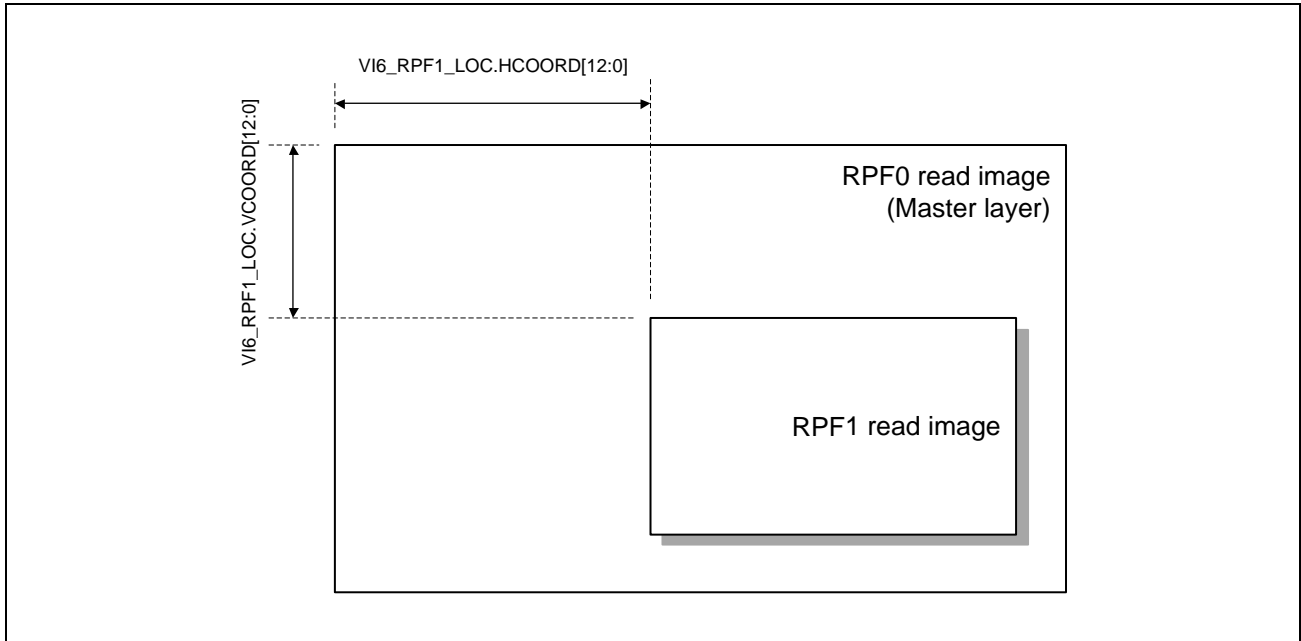 VI6_RPF1_LOC.HCOORD[12:0]
VI6_RPF1_LOC.VCOORD[12:0]
RPF0 read image
(Master layer)
RPF1 read image